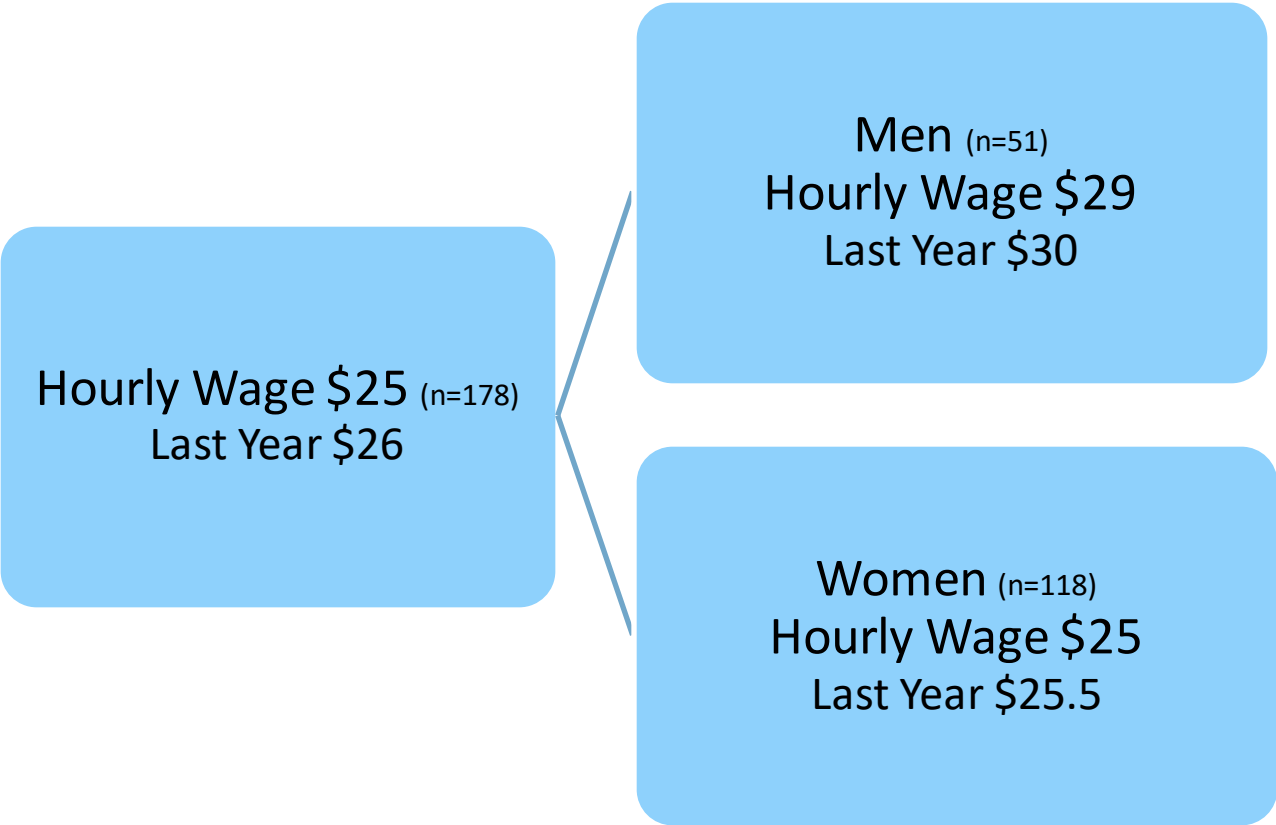 Hourly Wage $25 (n=178)
Last Year $26
Men (n=51)
Hourly Wage $29
Last Year $30
Women (n=118)
Hourly Wage $25
Last Year $25.5